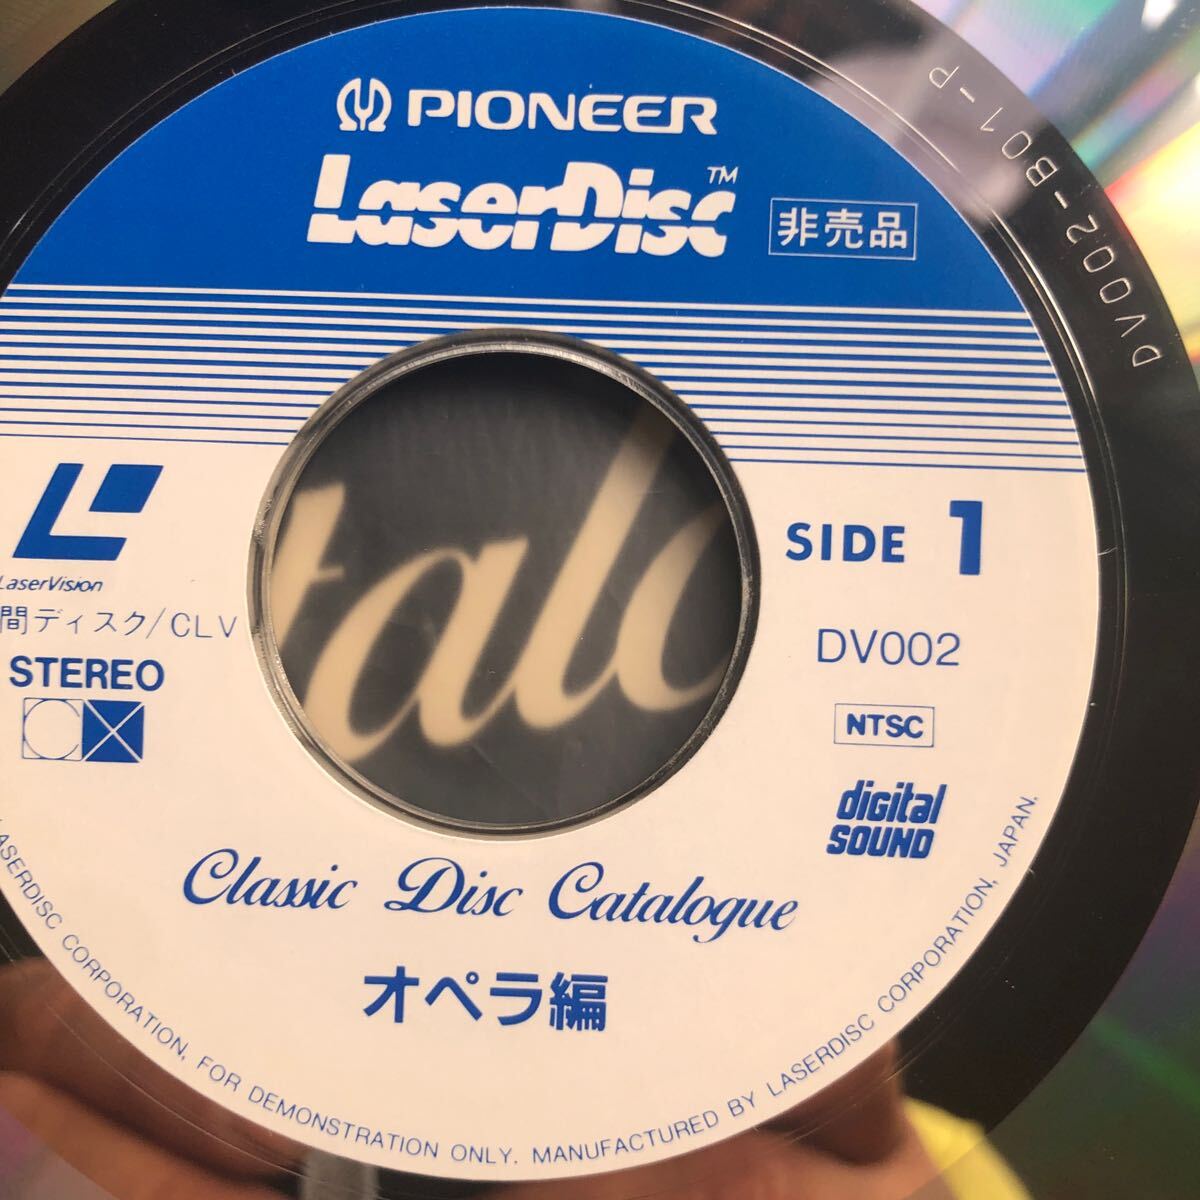 PIONEER
LaserDisc™
非売品
DV002-B01-P
LaserVision
間ディスク/CLV
STEREO
CX
SIDE 1
DV002
NTSC
digital
SOUND
talo
Classic Disc Catalogue
オペラ編
LASERDISC CORPORATION, FOR DEMONSTRATION ONLY. MANUFACTURED BY LASERDISC CORPORATION, JAPAN.